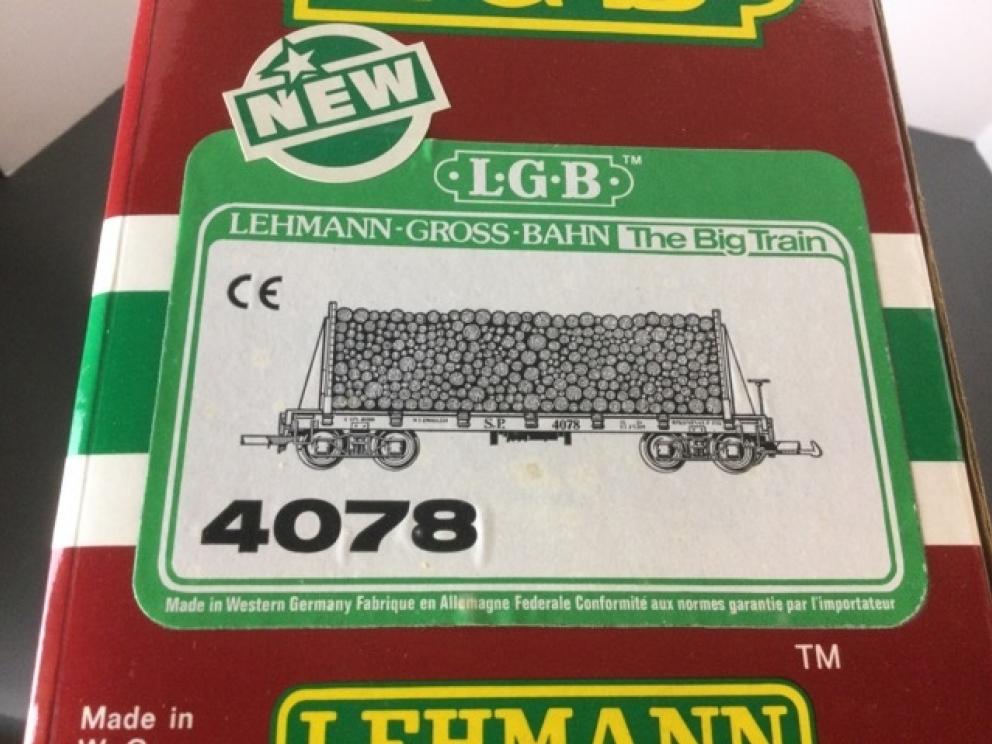 NEW
L·G·B™
LEHMANN-GROSS-BAHN The Big Train
CE
S.P. 4078
4078
Made in Western Germany Fabrique en Allemagne Federale Conformité aux normes garantie par l'importateur
TM
Made in
LEHMANN